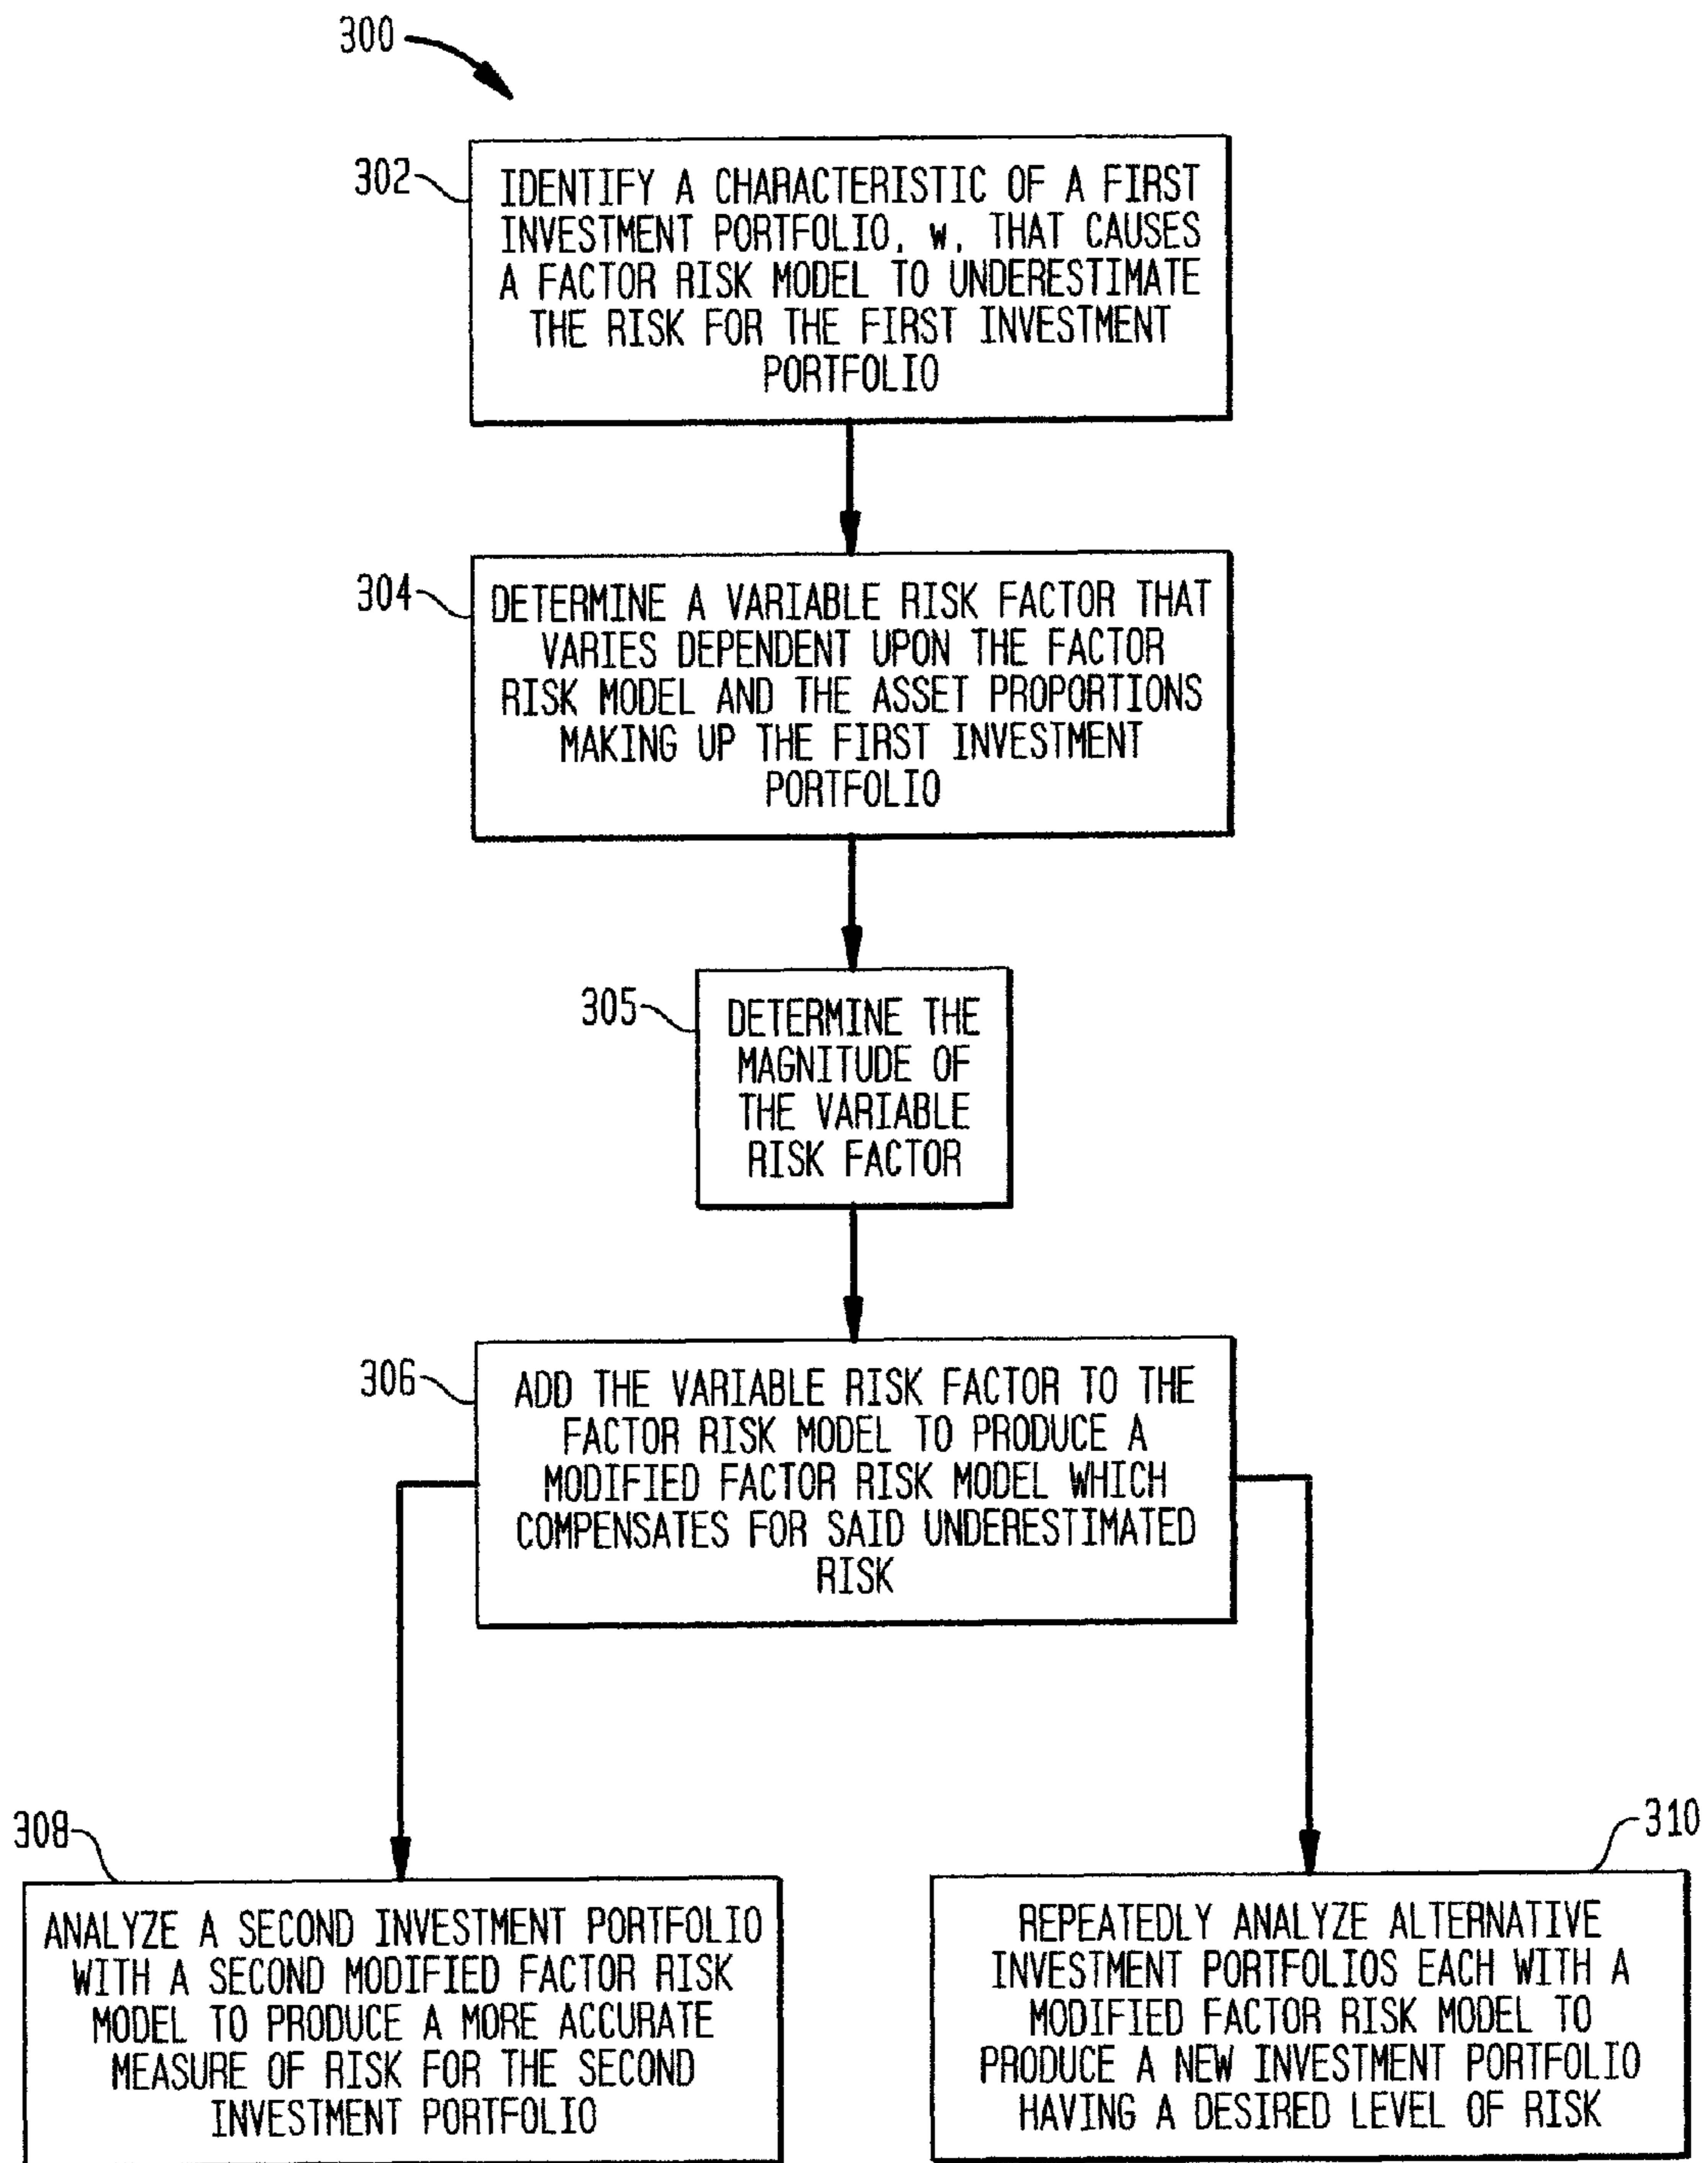 300
302
IDENTIFY A CHARACTERISTIC OF A FIRST
INVESTMENT PORTFOLIO, w, THAT CAUSES
A FACTOR RISK MODEL TO UNDERESTIMATE
THE RISK FOR THE FIRST INVESTMENT
PORTFOLIO
304
DETERMINE A VARIABLE RISK FACTOR THAT
VARIES DEPENDENT UPON THE FACTOR
RISK MODEL AND THE ASSET PROPORTIONS
MAKING UP THE FIRST INVESTMENT
PORTFOLIO
305
DETERMINE THE
MAGNITUDE OF
THE VARIABLE
RISK FACTOR
306
ADD THE VARIABLE RISK FACTOR TO THE
FACTOR RISK MODEL TO PRODUCE A
MODIFIED FACTOR RISK MODEL WHICH
COMPENSATES FOR SAID UNDERESTIMATED
RISK
308
ANALYZE A SECOND INVESTMENT PORTFOLIO
WITH A SECOND MODIFIED FACTOR RISK
MODEL TO PRODUCE A MORE ACCURATE
MEASURE OF RISK FOR THE SECOND
INVESTMENT PORTFOLIO
310
REPEATEDLY ANALYZE ALTERNATIVE
INVESTMENT PORTFOLIOS EACH WITH A
MODIFIED FACTOR RISK MODEL TO
PRODUCE A NEW INVESTMENT PORTFOLIO
HAVING A DESIRED LEVEL OF RISK